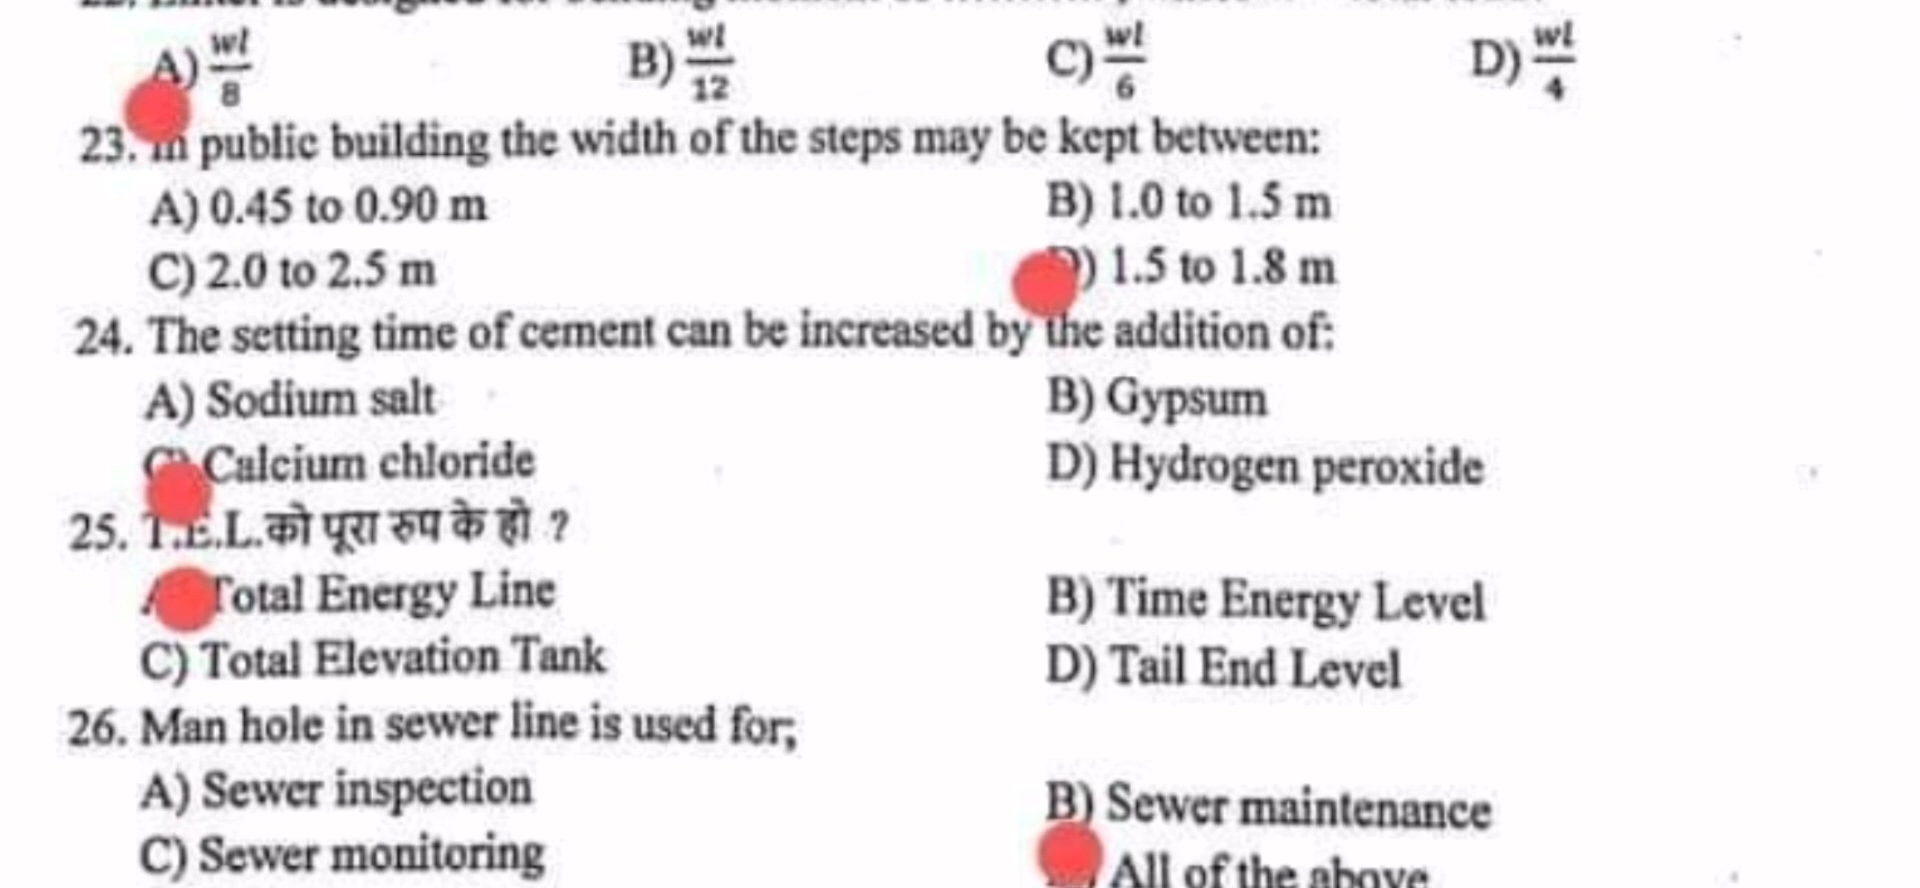 A) wl/8 B) wl/12 C) wl/6 D) wl/4
23. In public building the width of the steps may be kept between:
A) 0.45 to 0.90 m B) 1.0 to 1.5 m
C) 2.0 to 2.5 m D) 1.5 to 1.8 m
24. The setting time of cement can be increased by the addition of:
A) Sodium salt B) Gypsum
C) Calcium chloride D) Hydrogen peroxide
25. T.E.L.को पूरा रुप के हो ?
Total Energy Line B) Time Energy Level
C) Total Elevation Tank D) Tail End Level
26. Man hole in sewer line is used for;
A) Sewer inspection B) Sewer maintenance
C) Sewer monitoring All of the above